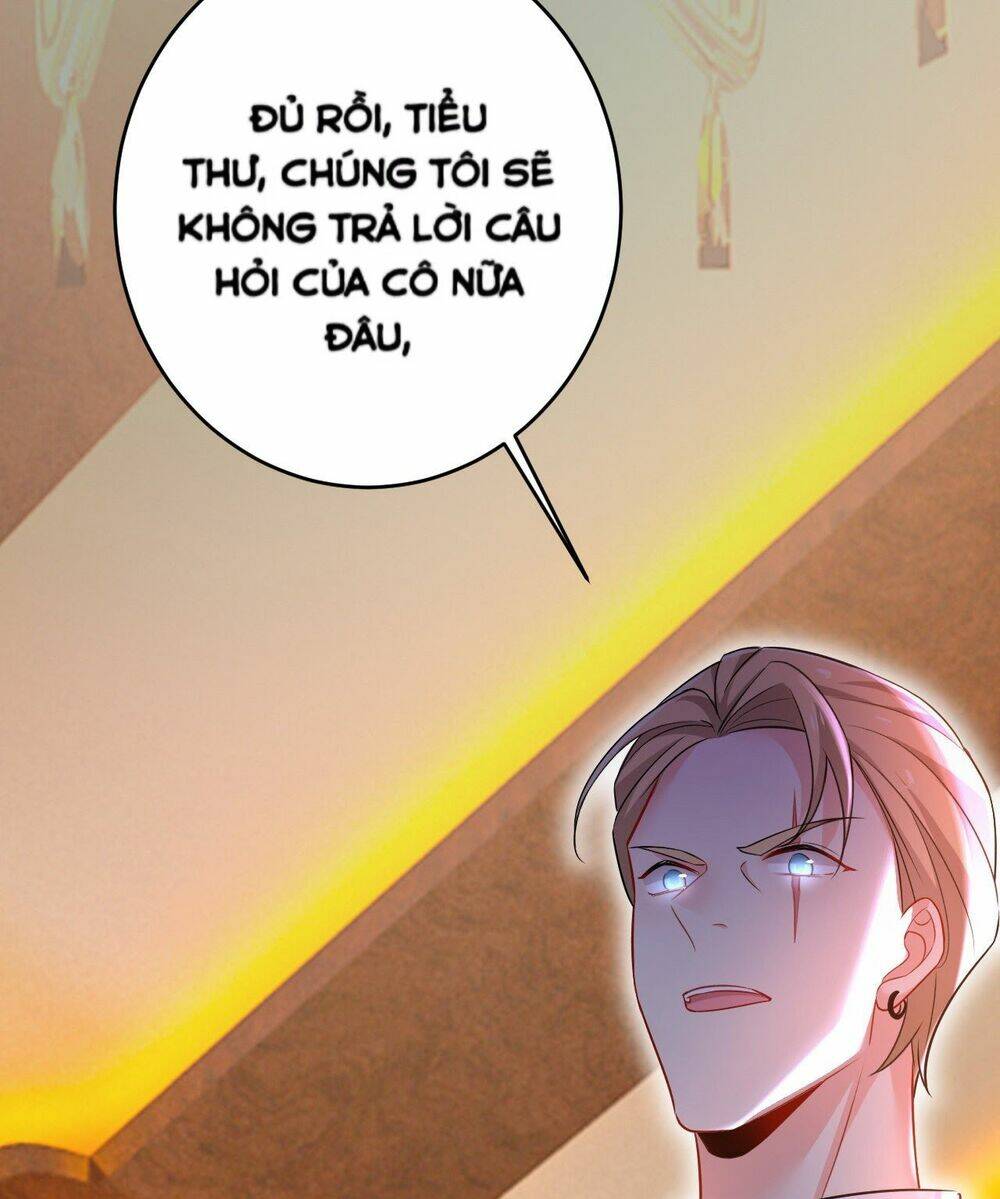 ĐỦ RỒI, TIỂU
THƯ, CHÚNG TÔI SẼ
KHÔNG TRẢ LỜI CÂU
HỎI CỦA CÔ NỮA
ĐÂU,